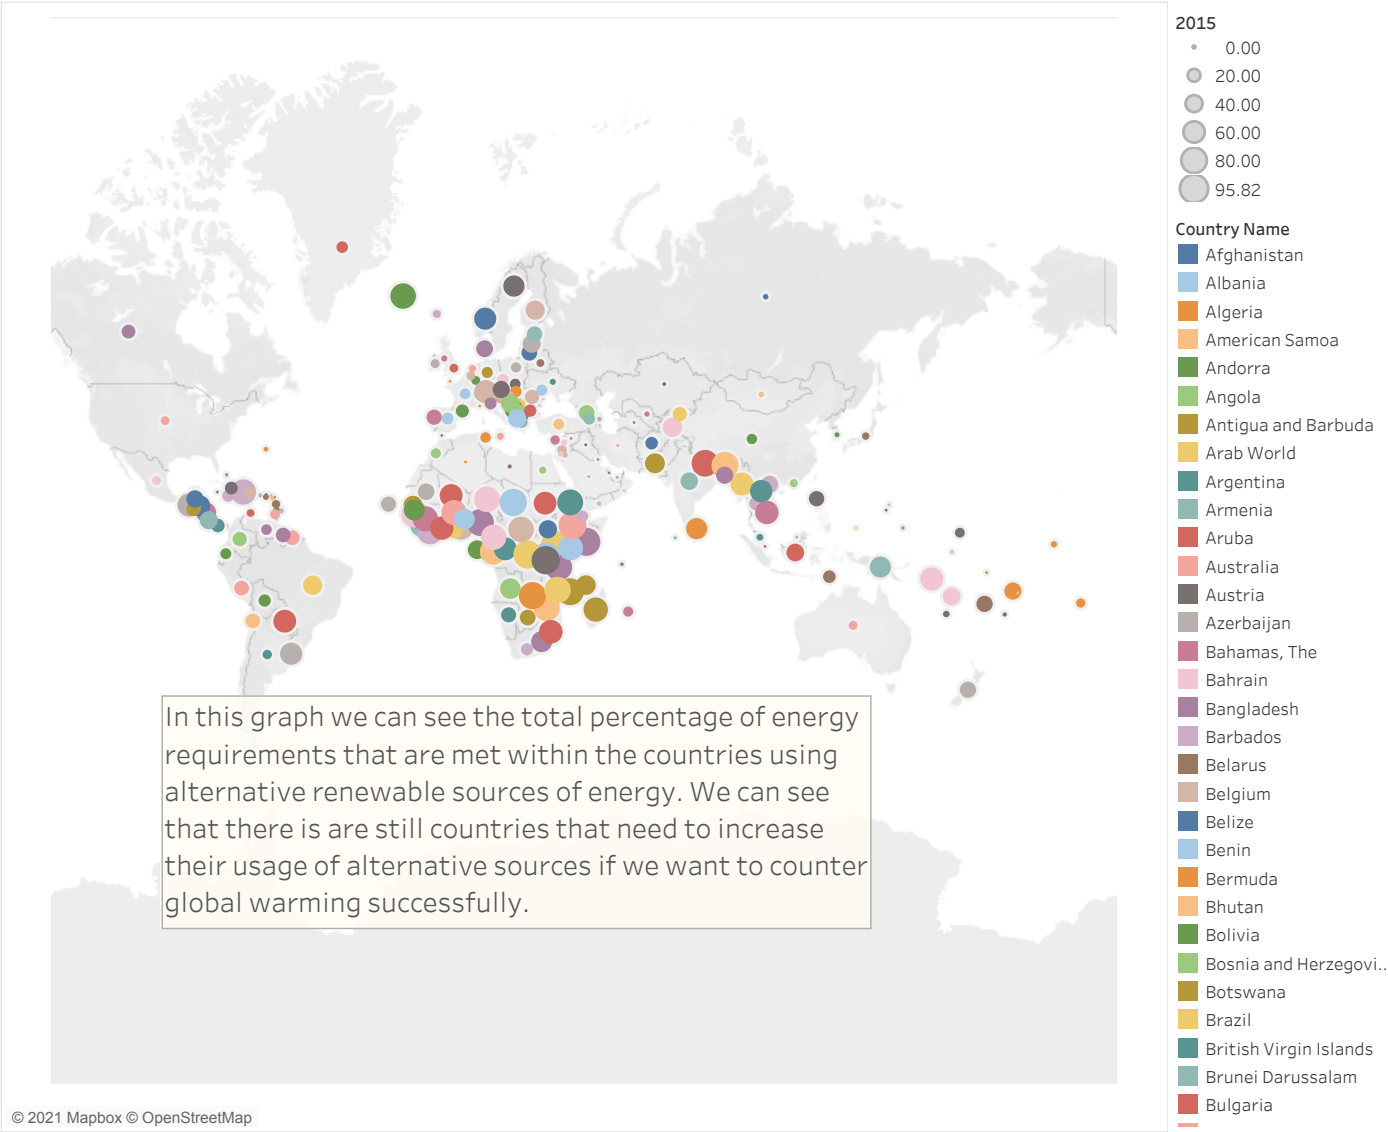 2015
0.00
20.00
40.00
60.00
80.00
95.82
Country Name
Afghanistan
Albania
Algeria
American Samoa
Andorra
Angola
Antigua and Barbuda
Arab World
Argentina
Armenia
Aruba
Australia
Austria
Azerbaijan
Bahamas, The
Bahrain
Bangladesh
Barbados
Belarus
Belgium
Belize
Benin
Bermuda
Bhutan
Bolivia
Bosnia and Herzegovi..
Botswana
Brazil
British Virgin Islands
Brunei Darussalam
Bulgaria
In this graph we can see the total percentage of energy
requirements that are met within the countries using
alternative renewable sources of energy. We can see
that there is are still countries that need to increase
their usage of alternative sources if we want to counter
global warming successfully.
© 2021 Mapbox © OpenStreetMap